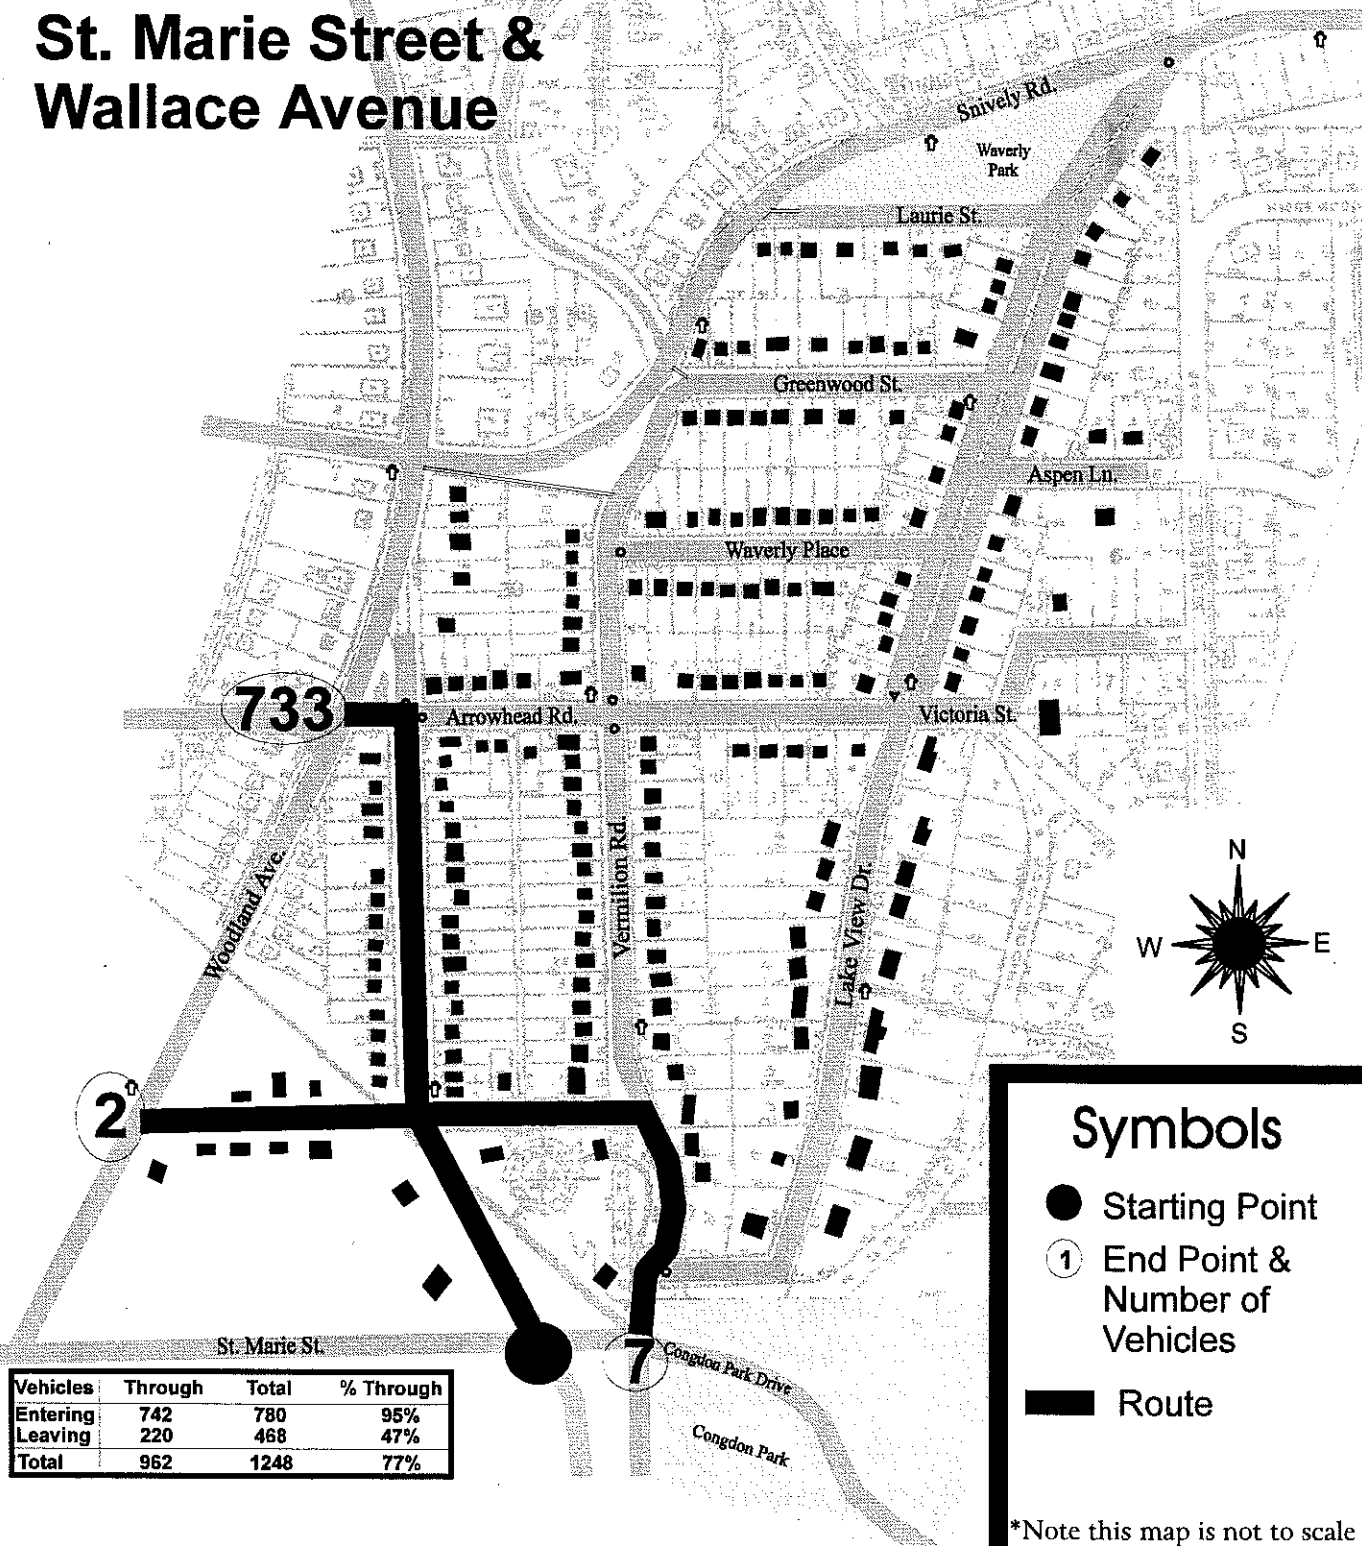 St. Marie Street &
Wallace Avenue
Snively Rd.
Waverly
Park
Laurie St.
Greenwood St.
Aspen Ln.
Waverly Place
733
Arrowhead Rd.
Victoria St.
Vermilion Rd.
Woodland Ave.
Lake View Dr.
N
W
E
S
2
Symbols
Starting Point
1
End Point &
Number of
Vehicles
Route
St. Marie St.
7
Congdon Park Drive
Congdon Park
Vehicles Through Total % Through
Entering 742 780 95%
Leaving 220 468 47%
Total 962 1248 77%
*Note this map is not to scale